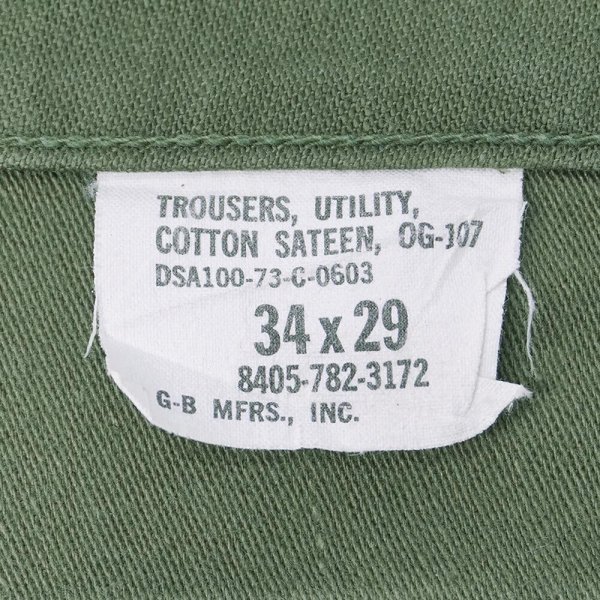 TROUSERS, UTILITY,
COTTON SATEEN, OG-107
DSA100-73-C-0603
34 x 29
8405-782-3172
G-B MFRS., INC.